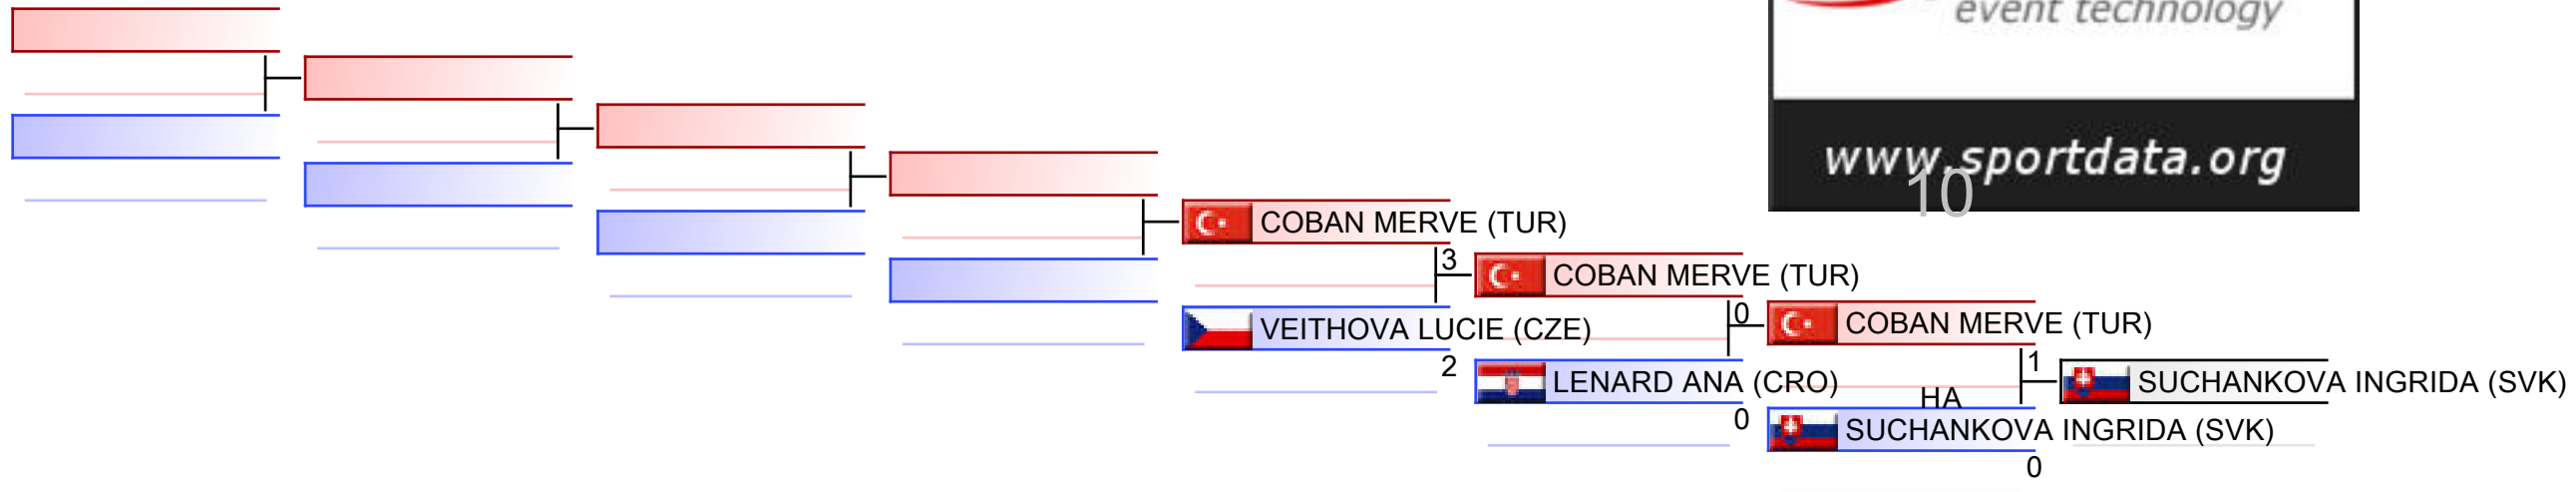 event technology
www.sportdata.org
10
COBAN MERVE (TUR)
3
COBAN MERVE (TUR)
0
VEITHOVA LUCIE (CZE)
2
COBAN MERVE (TUR)
1
LENARD ANA (CRO)
0
HA
SUCHANKOVA INGRIDA (SVK)
SUCHANKOVA INGRIDA (SVK)
0